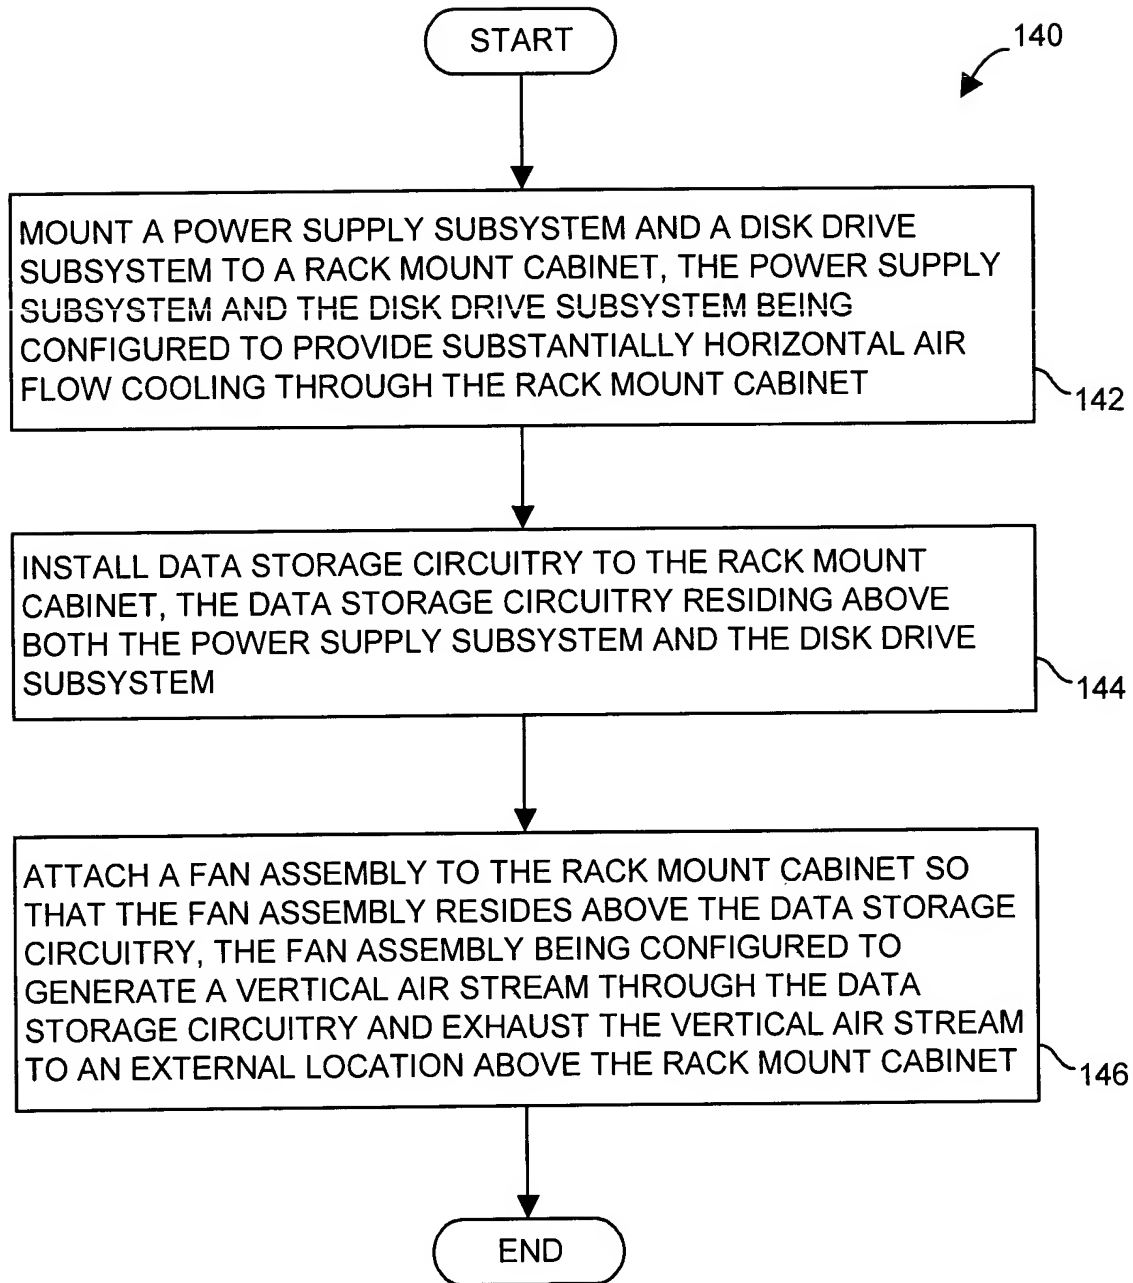 START
140
MOUNT A POWER SUPPLY SUBSYSTEM AND A DISK DRIVE
SUBSYSTEM TO A RACK MOUNT CABINET, THE POWER SUPPLY
SUBSYSTEM AND THE DISK DRIVE SUBSYSTEM BEING
CONFIGURED TO PROVIDE SUBSTANTIALLY HORIZONTAL AIR
FLOW COOLING THROUGH THE RACK MOUNT CABINET
142
INSTALL DATA STORAGE CIRCUITRY TO THE RACK MOUNT
CABINET, THE DATA STORAGE CIRCUITRY RESIDING ABOVE
BOTH THE POWER SUPPLY SUBSYSTEM AND THE DISK DRIVE
SUBSYSTEM
144
ATTACH A FAN ASSEMBLY TO THE RACK MOUNT CABINET SO
THAT THE FAN ASSEMBLY RESIDES ABOVE THE DATA STORAGE
CIRCUITRY, THE FAN ASSEMBLY BEING CONFIGURED TO
GENERATE A VERTICAL AIR STREAM THROUGH THE DATA
STORAGE CIRCUITRY AND EXHAUST THE VERTICAL AIR STREAM
TO AN EXTERNAL LOCATION ABOVE THE RACK MOUNT CABINET
146
END